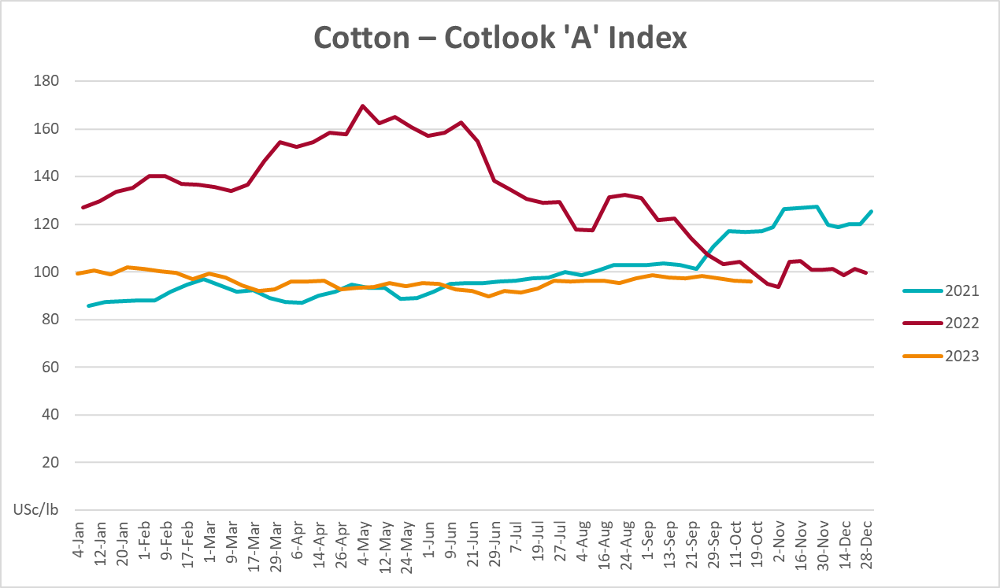 Cotton – Cotlook 'A' Index
180
160
140
120
100
80
60
40
20
USc/lb
4-Jan
12-Jan
20-Jan
1-Feb
9-Feb
17-Feb
1-Mar
9-Mar
17-Mar
29-Mar
6-Apr
14-Apr
26-Apr
4-May
12-May
24-May
1-Jun
9-Jun
21-Jun
29-Jun
7-Jul
19-Jul
27-Jul
4-Aug
16-Aug
24-Aug
1-Sep
13-Sep
21-Sep
29-Sep
11-Oct
19-Oct
2-Nov
16-Nov
30-Nov
14-Dec
28-Dec
2021
2022
2023